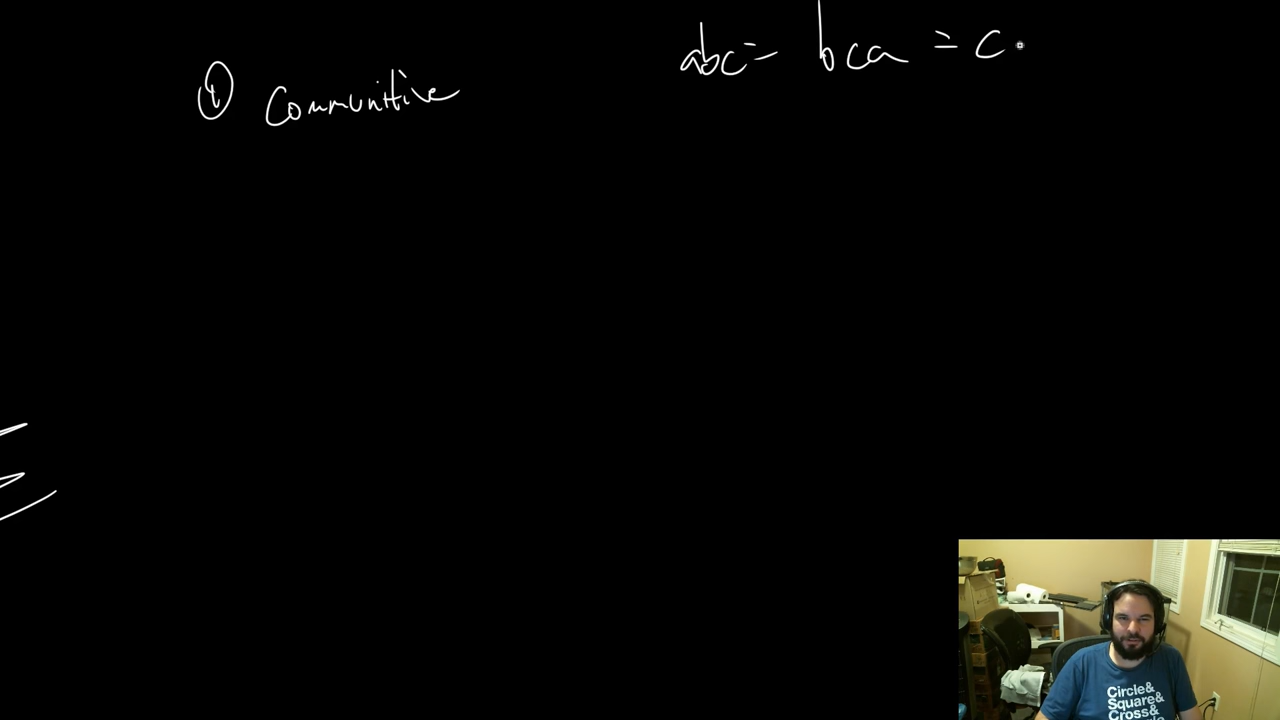 abc = bca = c
① Communitive
Circle&
Square&
Cross&